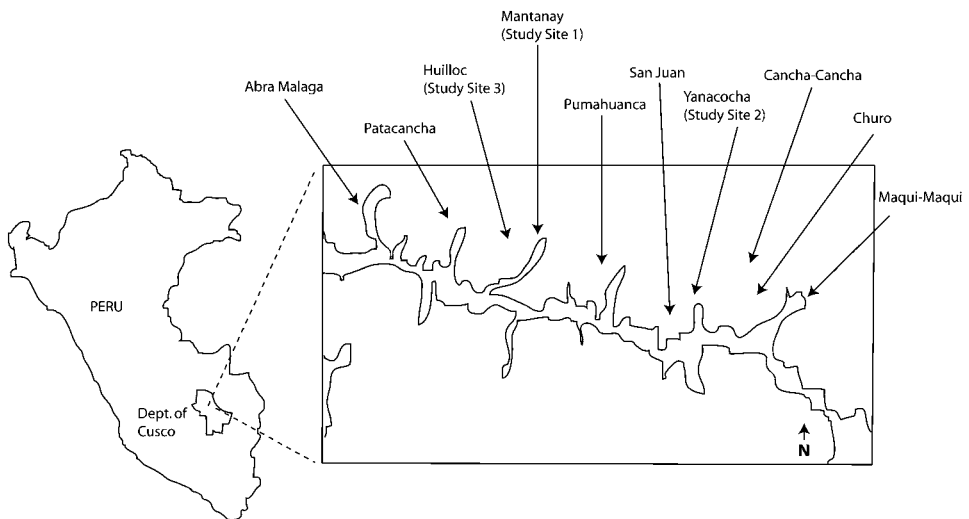 Mantanay
(Study Site 1)
Huilloc
(Study Site 3)
San Juan
Cancha-Cancha
Abra Malaga
Yanacocha
(Study Site 2)
Pumahuanca
Churo
Patacancha
Maqui-Maqui
PERU
Dept. of
Cusco
N